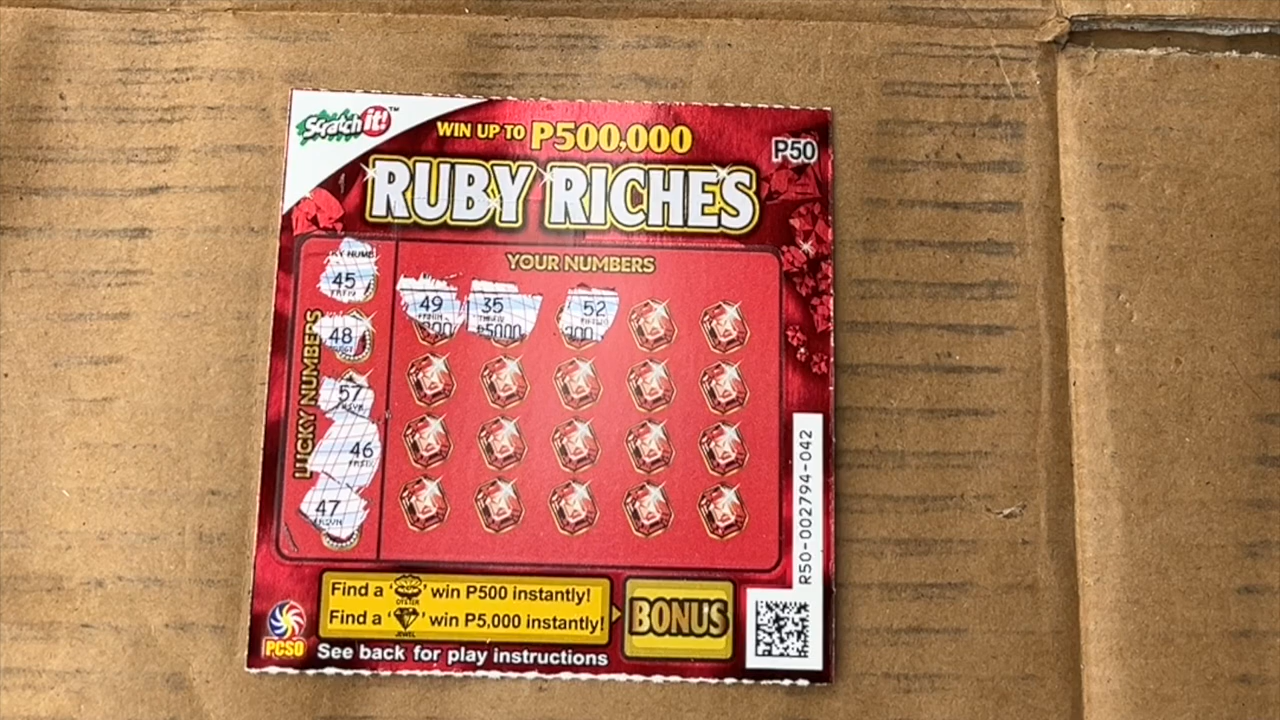 Scratch it!™
WIN UP TO P500,000
P50
RUBY RICHES
YOUR NUMBERS
LUCKY NUMBERS
45
48
57
46
47
49
35
P5000
52
Find a 'OYSTER' win P500 instantly!
Find a 'JEWEL' win P5,000 instantly!
BONUS
PCSO
See back for play instructions
R50-002794-042